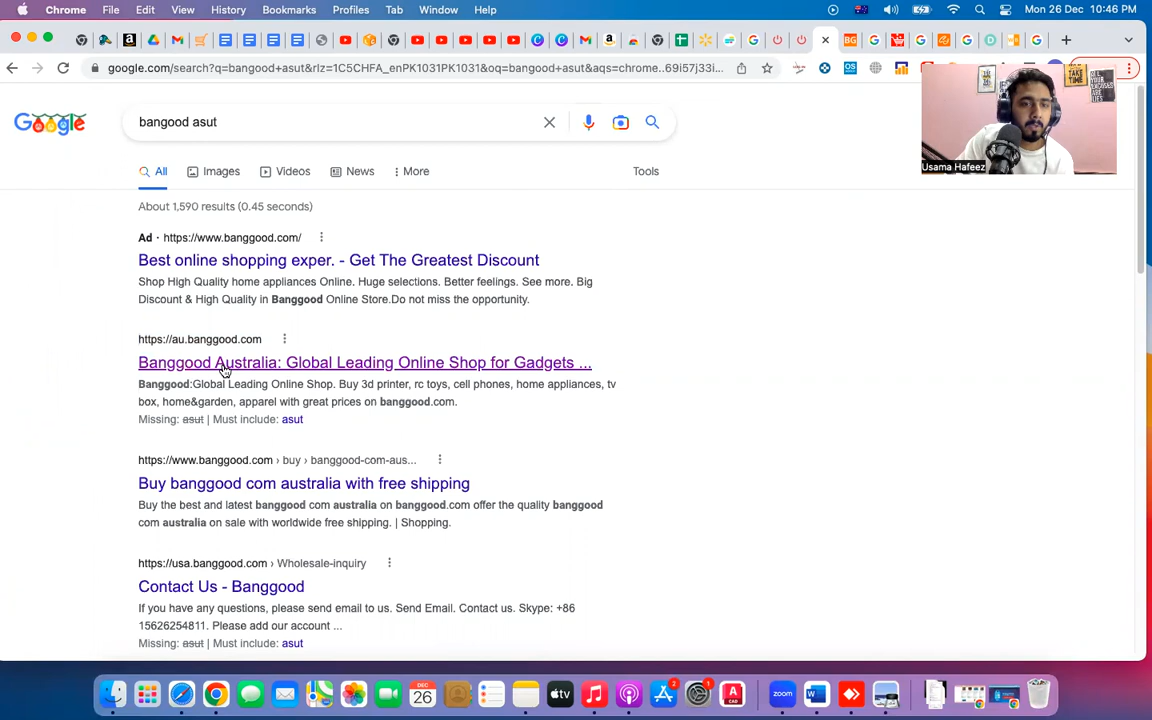 Chrome File Edit View History Bookmarks Profiles Tab Window Help Mon 26 Dec 10:46 PM
google.com/search?q=bangood+asut&rlz=1C5CHFA_enPK1031PK1031&oq=bangood+asut&aqs=chrome..69i57j33i...
Google
bangood asut
TAKE TIME
Usama Hafeez
All Images Videos News More Tools
About 1,590 results (0.45 seconds)
Ad · https://www.banggood.com/
Best online shopping exper. - Get The Greatest Discount
Shop High Quality home appliances Online. Huge selections. Better feelings. See more. Big
Discount & High Quality in Banggood Online Store.Do not miss the opportunity.
https://au.banggood.com
Banggood Australia: Global Leading Online Shop for Gadgets ...
Banggood:Global Leading Online Shop. Buy 3d printer, rc toys, cell phones, home appliances, tv
box, home&garden, apparel with great prices on banggood.com.
Missing: asut | Must include: asut
https://www.banggood.com › buy › banggood-com-aus...
Buy banggood com australia with free shipping
Buy the best and latest banggood com australia on banggood.com offer the quality banggood
com australia on sale with worldwide free shipping. | Shopping.
https://usa.banggood.com › Wholesale-inquiry
Contact Us - Banggood
If you have any questions, please send email to us. Send Email. Contact us. Skype: +86
15626254811. Please add our account ...
Missing: asut | Must include: asut
DEC
26
tv
2
1
zoom
W
A
CAD